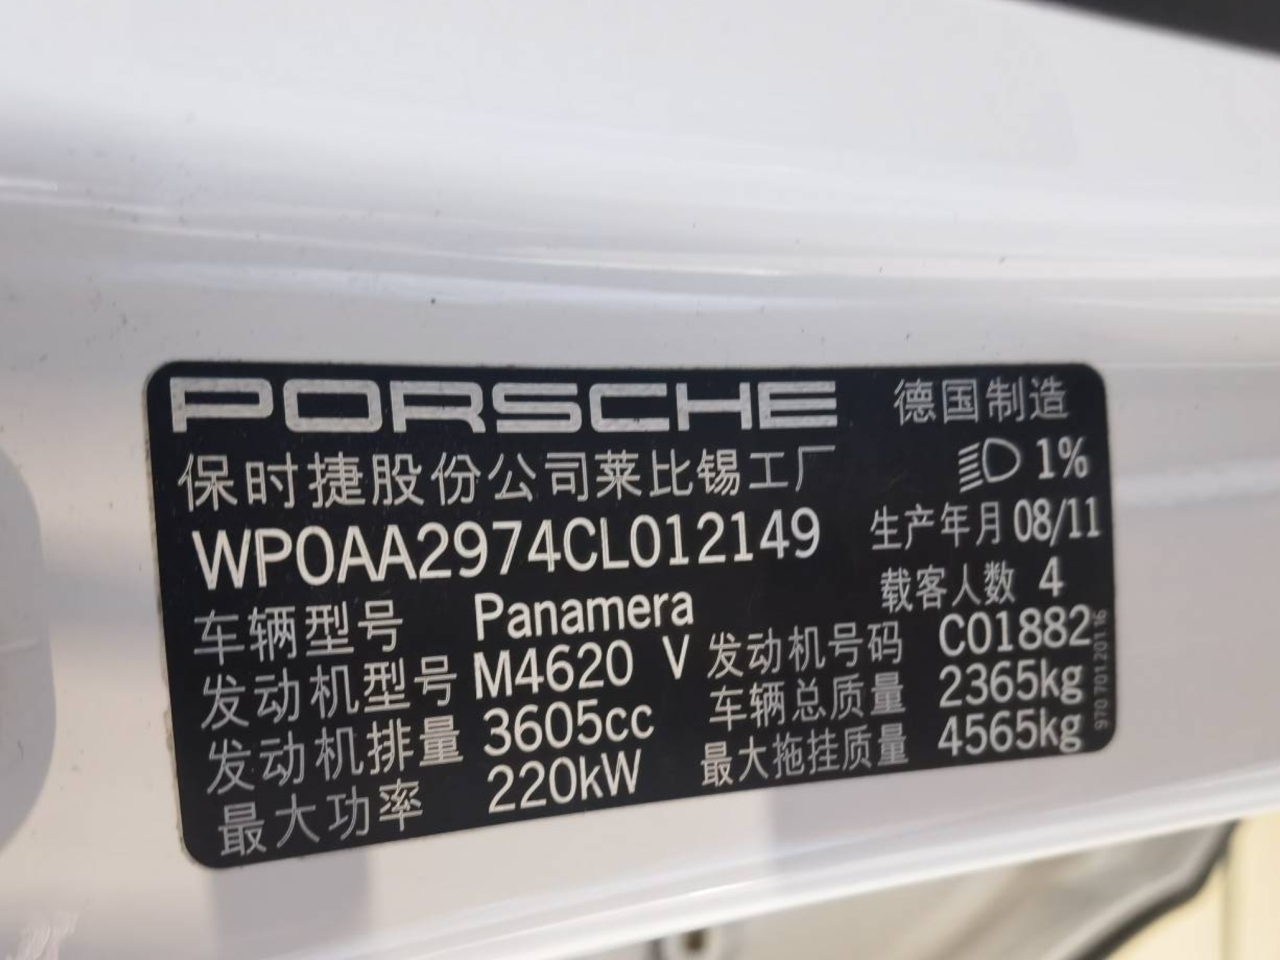 PORSCHE 德国制造
保时捷股份公司莱比锡工厂 1%
WP0AA2974CL012149 生产年月 08/11
载客人数 4
车辆型号 Panamera
发动机型号 M4620 V 发动机号码 C01882
发动机排量 3605cc 车辆总质量 2365kg
最大功率 220kW 最大拖挂质量 4565kg
970 701 201 16